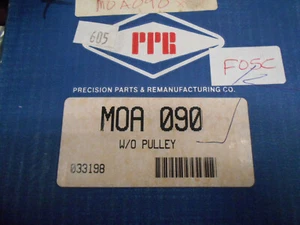 MOA090
605
PPR
FOSC
PRECISION PARTS & REMANUFACTURING CO.
MOA 090
W/O PULLEY
033198